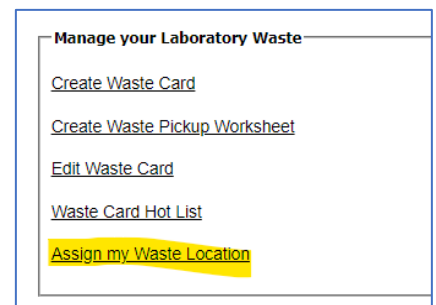 Manage your Laboratory Waste
Create Waste Card
Create Waste Pickup Worksheet
Edit Waste Card
Waste Card Hot List
Assign my Waste Location